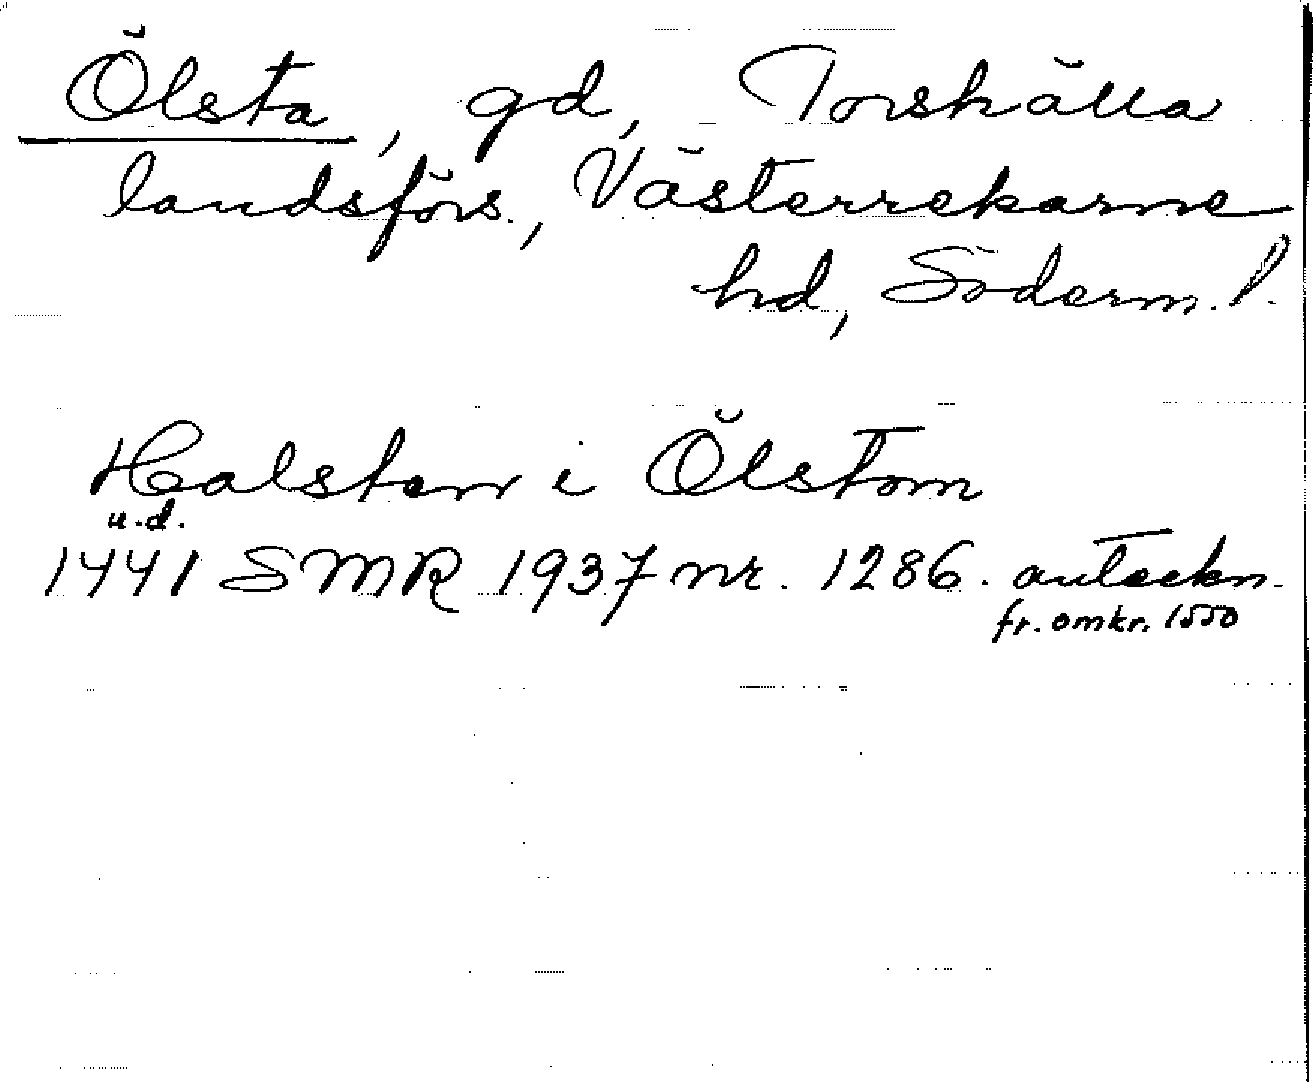 Ölsta, gd, Torshälla
landsförs., Västerrekarne
hd, Söderm. l.
Halsten i Ölstom
u.d.
1441 SMR 1937 nr. 1286. anteckn.
fr. omkr. 1550